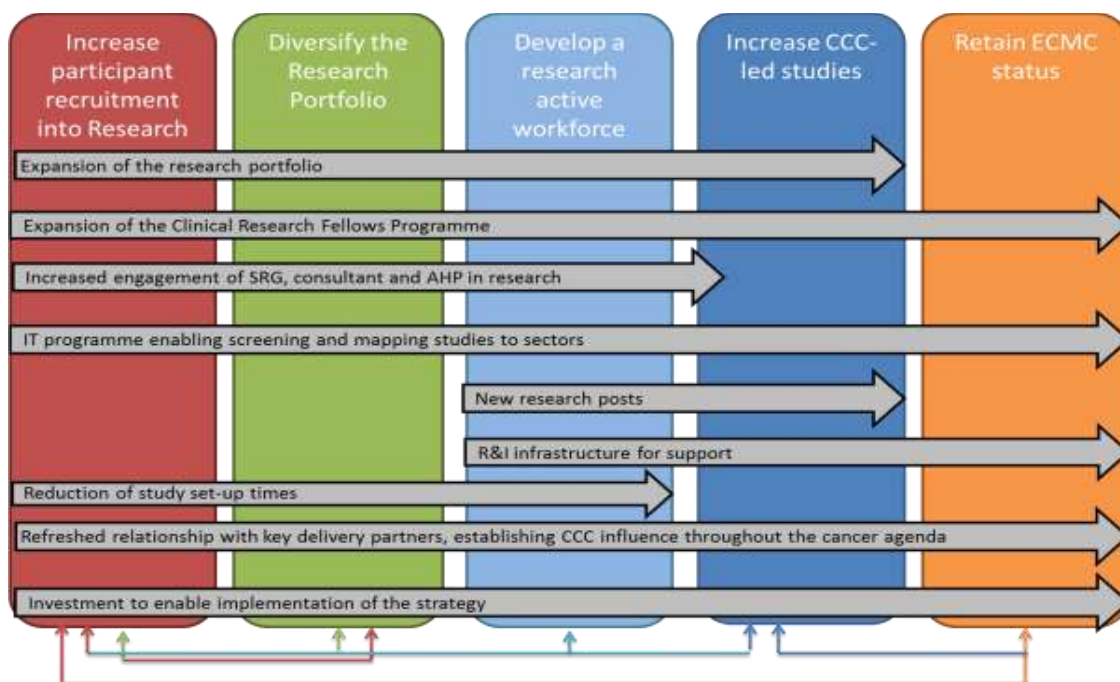 Increase
participant
recruitment
into Research
Diversify the
Research
Portfolio
Develop a
research
active
workforce
Increase CCC-
led studies
Retain ECMC
status
Expansion of the research portfolio
Expansion of the Clinical Research Fellows Programme
Increased engagement of SRG, consultant and AHP in research
IT programme enabling screening and mapping studies to sectors
New research posts
R&I infrastructure for support
Reduction of study set-up times
Refreshed relationship with key delivery partners, establishing CCC influence throughout the cancer agenda
Investment to enable implementation of the strategy